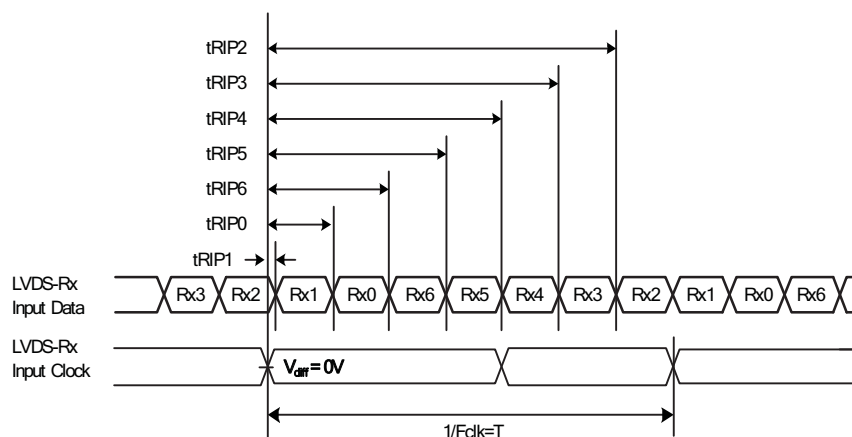 tRIP2
tRIP3
tRIP4
tRIP5
tRIP6
tRIP0
tRIP1
LVDS-Rx
Input Data
Rx3 Rx2 Rx1 Rx0 Rx6 Rx5 Rx4 Rx3 Rx2 Rx1 Rx0 Rx6
LVDS-Rx
Input Clock
Vdiff = 0V
1/Fclk=T